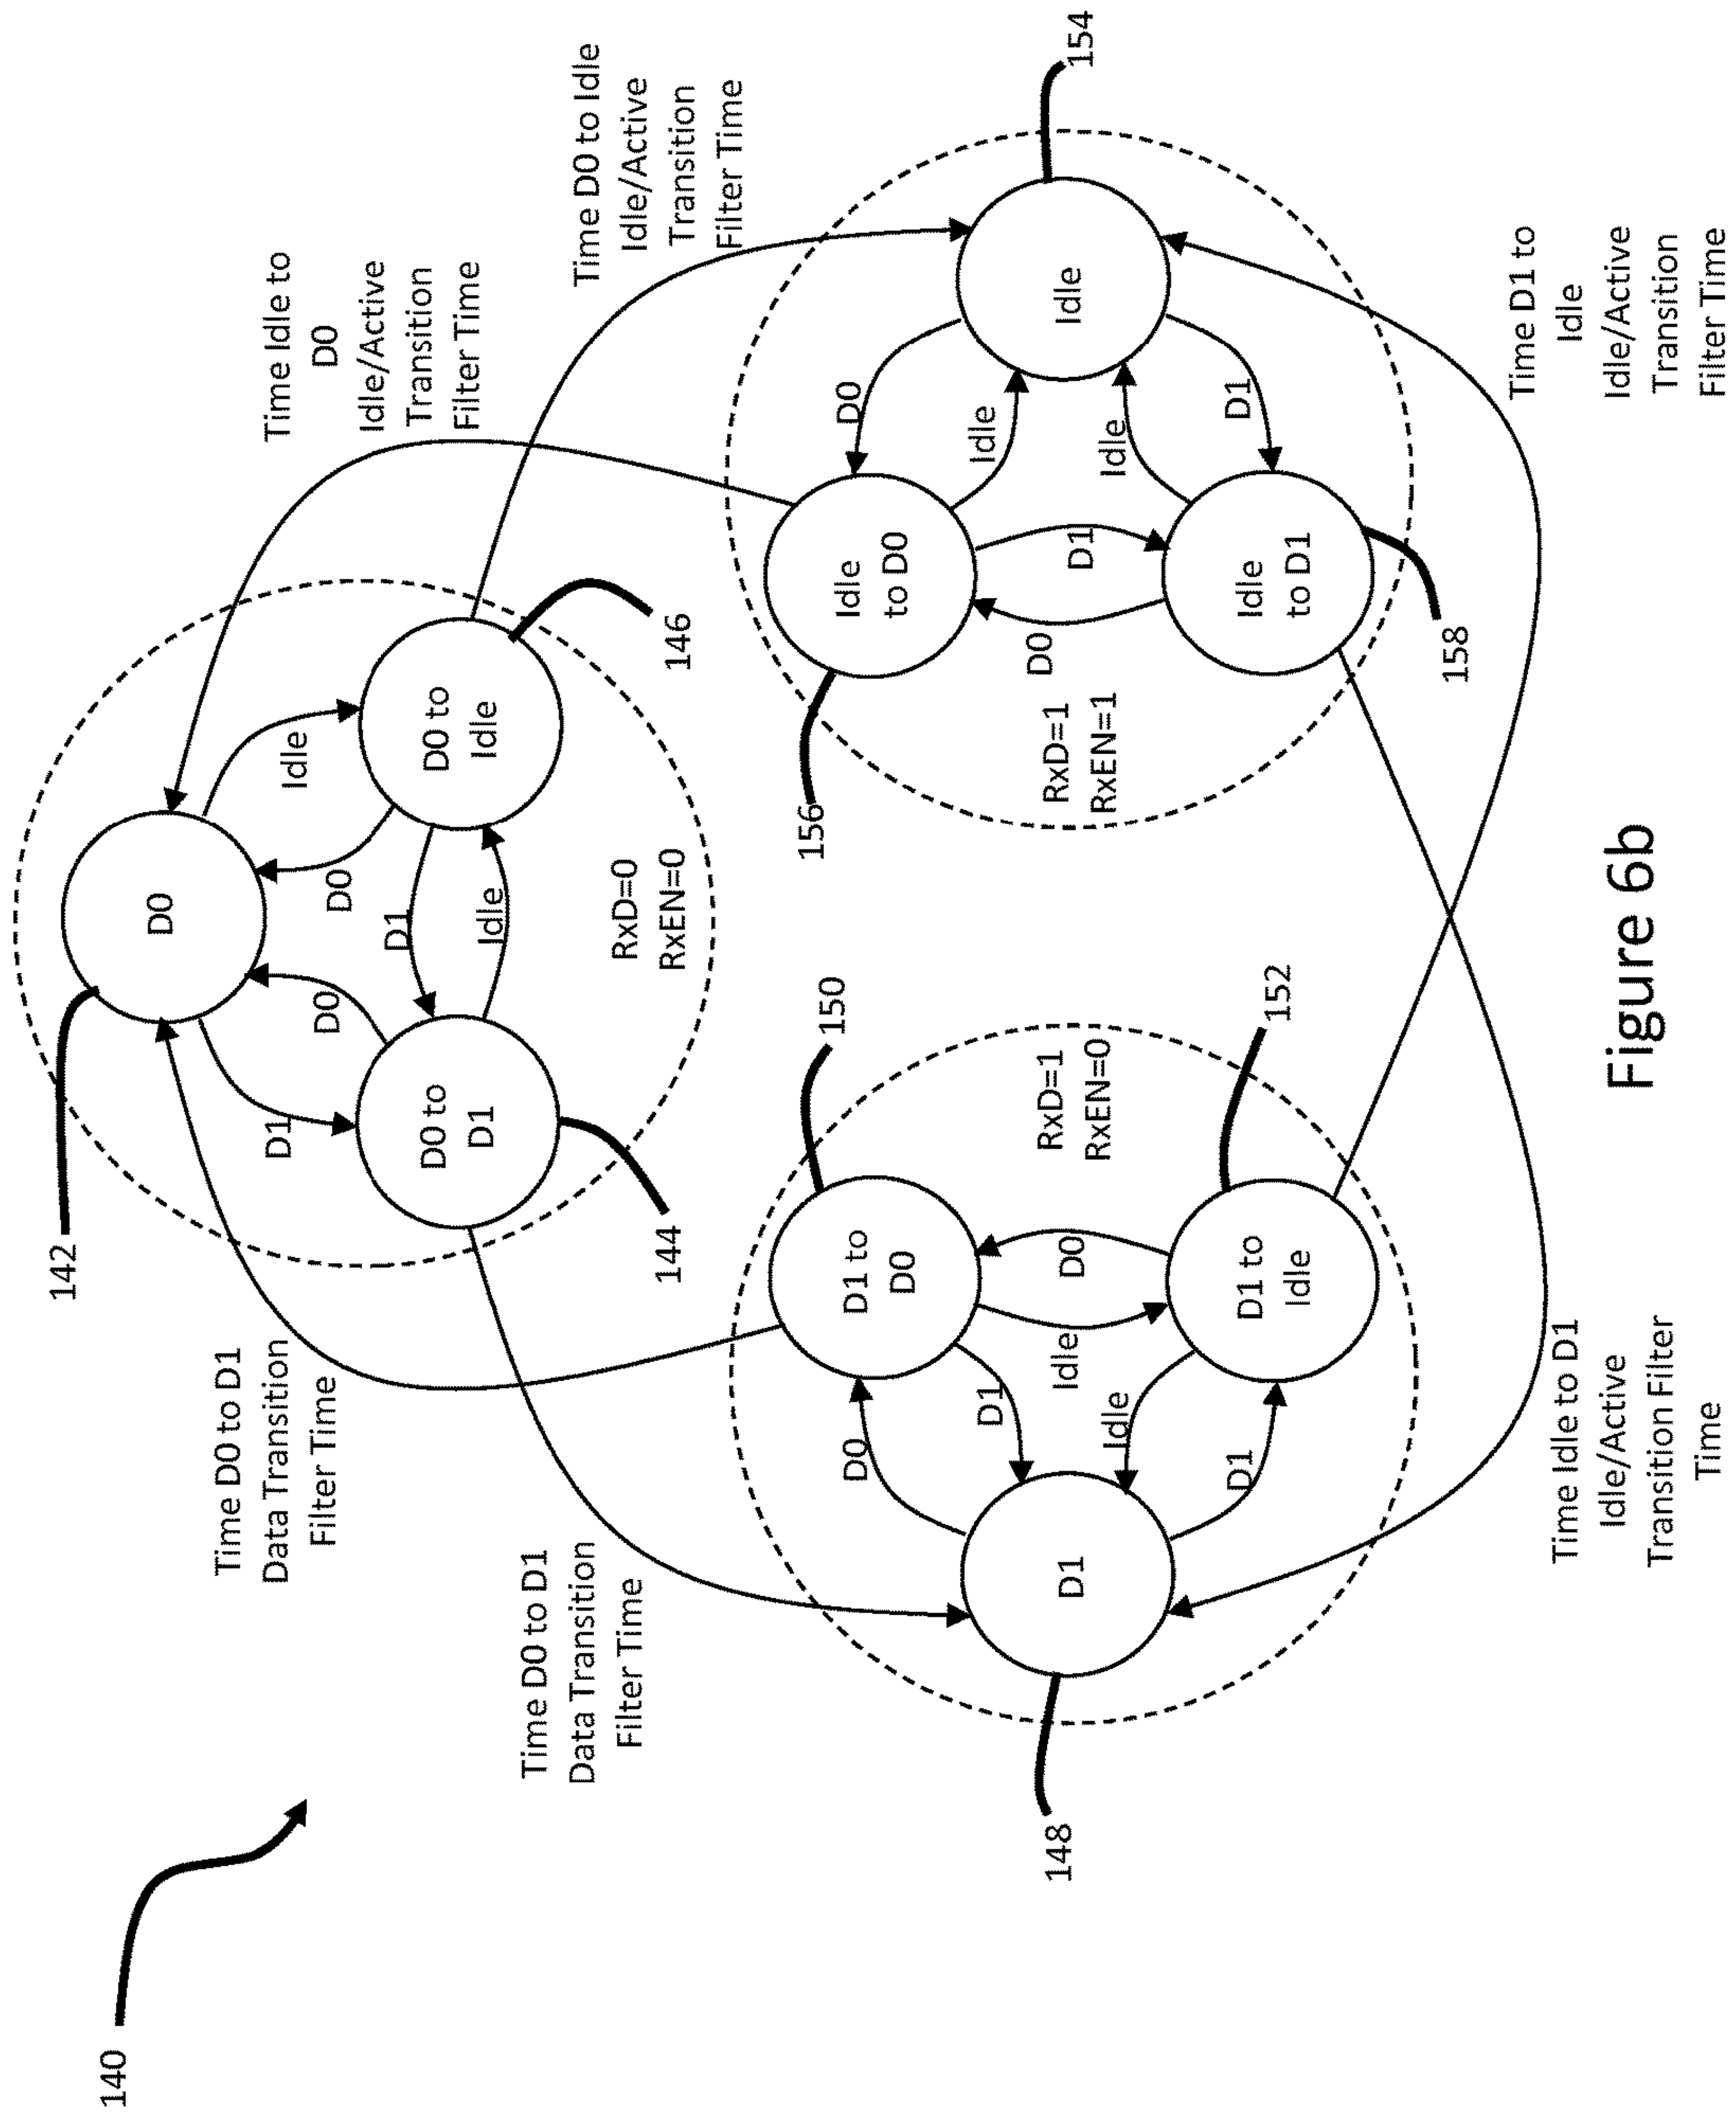 140
142
D0
Time Idle to
D0
Idle/Active
Transition
Filter Time
Time D0 to D1
Data Transition
Filter Time
D1
D0
D0
Idle
D0 to
D1
D1
Idle
D0 to
Idle
144
RxD=0
RxEN=0
146
Time D0 to Idle
Idle/Active
Transition
Filter Time
Time D0 to D1
Data Transition
Filter Time
150
156
D0
D1 to
D0
D1
Idle
D0
RxD=1
RxEN=0
148
D1
Idle
D1
D1 to
Idle
152
Idle
to D0
D0
Idle
154
Idle
RxD=1
RxEN=1
D0
D1
Idle
D1
Idle
to D1
158
Time Idle to D1
Idle/Active
Transition Filter
Time
Time D1 to
Idle
Idle/Active
Transition
Filter Time
Figure 6b